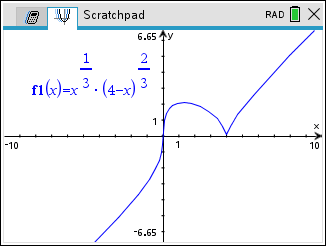 Scratchpad RAD
6.65 y
f1(x)=x^(1/3)·(4−x)^(2/3)
1
x
-10 1 10
-6.65